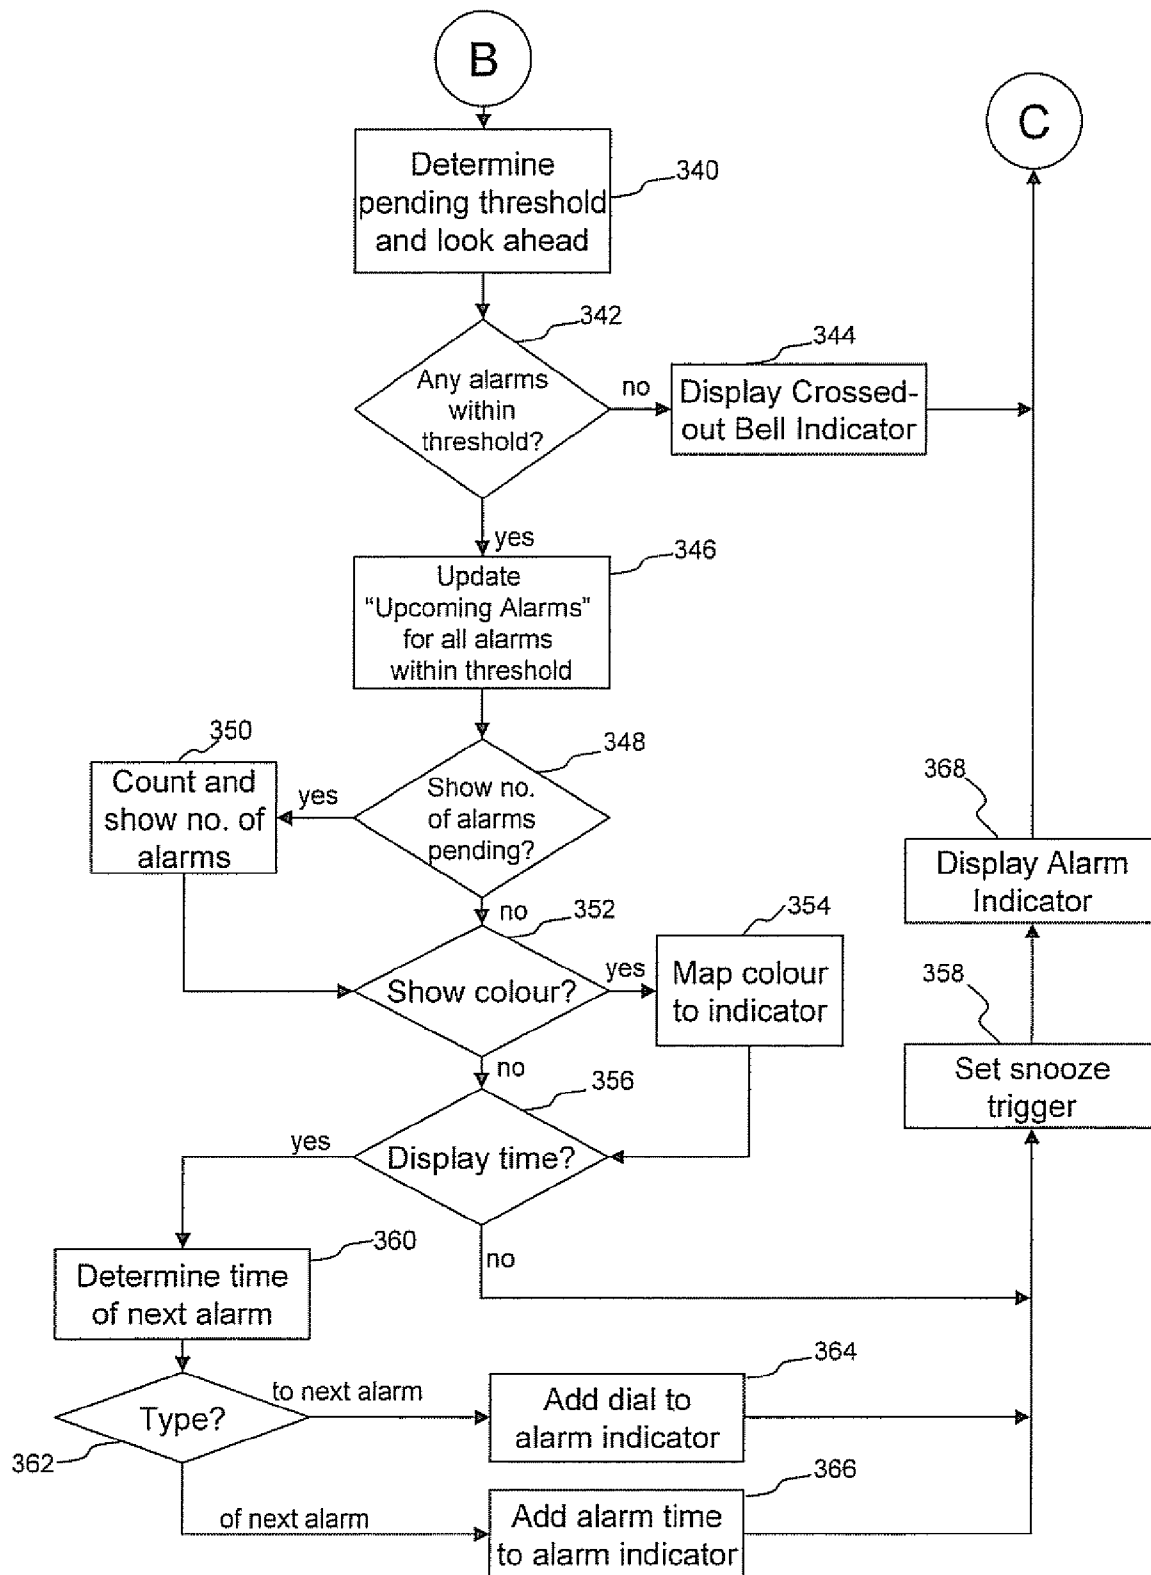 B
C
Determine
pending threshold
and look ahead
340
342
Any alarms
within
threshold?
no
344
Display Crossed-
out Bell Indicator
yes
346
Update
“Upcoming Alarms”
for all alarms
within threshold
350
Count and
show no. of
alarms
yes
348
Show no.
of alarms
pending?
no
368
Display Alarm
Indicator
352
Show colour?
yes
354
Map colour
to indicator
no
358
Set snooze
trigger
356
Display time?
yes
no
360
Determine time
of next alarm
Type?
362
to next alarm
364
Add dial to
alarm indicator
of next alarm
366
Add alarm time
to alarm indicator